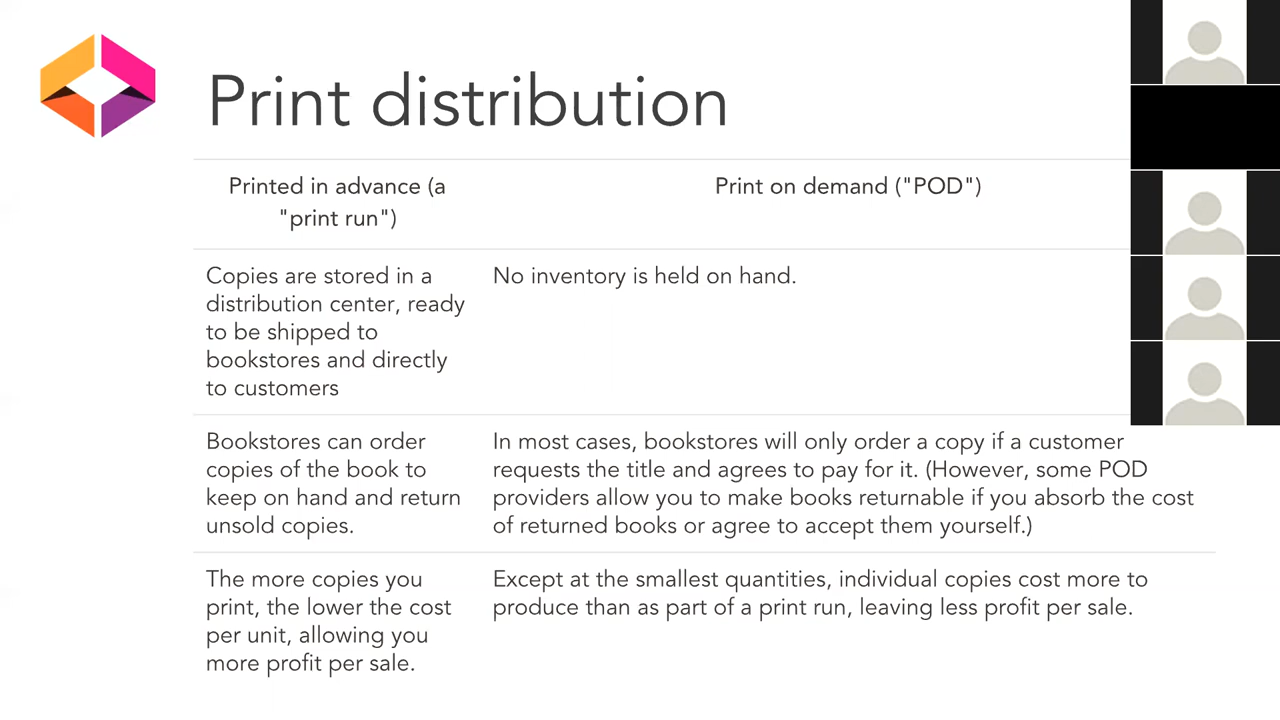 Print distribution
Printed in advance (a
"print run")
Print on demand ("POD")
Copies are stored in a
distribution center, ready
to be shipped to
bookstores and directly
to customers
No inventory is held on hand.
Bookstores can order
copies of the book to
keep on hand and return
unsold copies.
In most cases, bookstores will only order a copy if a customer
requests the title and agrees to pay for it. (However, some POD
providers allow you to make books returnable if you absorb the cost
of returned books or agree to accept them yourself.)
The more copies you
print, the lower the cost
per unit, allowing you
more profit per sale.
Except at the smallest quantities, individual copies cost more to
produce than as part of a print run, leaving less profit per sale.